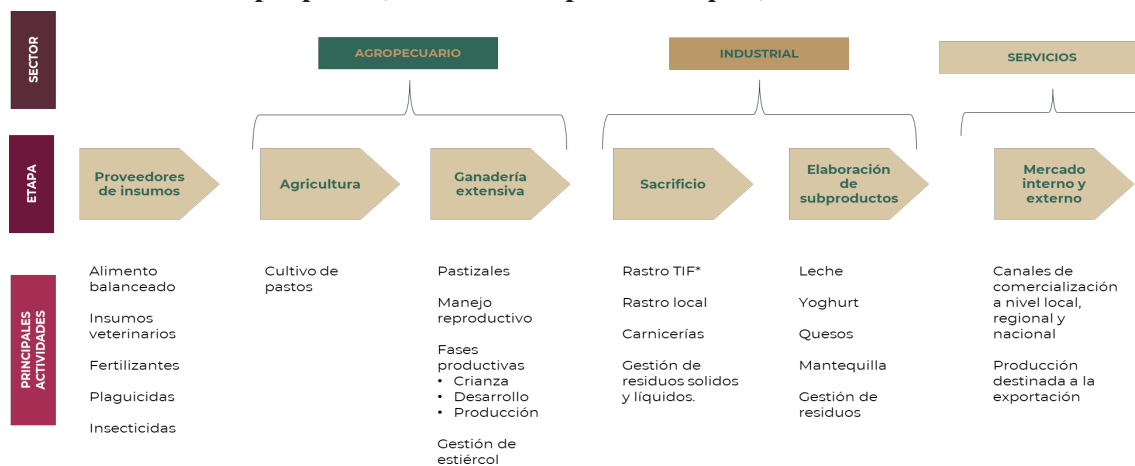 SECTOR
AGROPECUARIO
INDUSTRIAL
SERVICIOS
ETAPA
Proveedores
de insumos
Agricultura
Ganadería
extensiva
Sacrificio
Elaboración
de
subproductos
Mercado
interno y
externo
PRINCIPALES
ACTIVIDADES
Alimento
balanceado
Insumos
veterinarios
Fertilizantes
Plaguicidas
Insecticidas
Cultivo de
pastos
Pastizales
Manejo
reproductivo
Fases
productivas
• Crianza
• Desarrollo
• Producción
Gestión de
estiércol
Rastro TIF*
Rastro local
Carnicerías
Gestión de
residuos solidos
y líquidos.
Leche
Yoghurt
Quesos
Mantequilla
Gestión de
residuos
Canales de
comercialización
a nivel local,
regional y
nacional
Producción
destinada a la
exportación